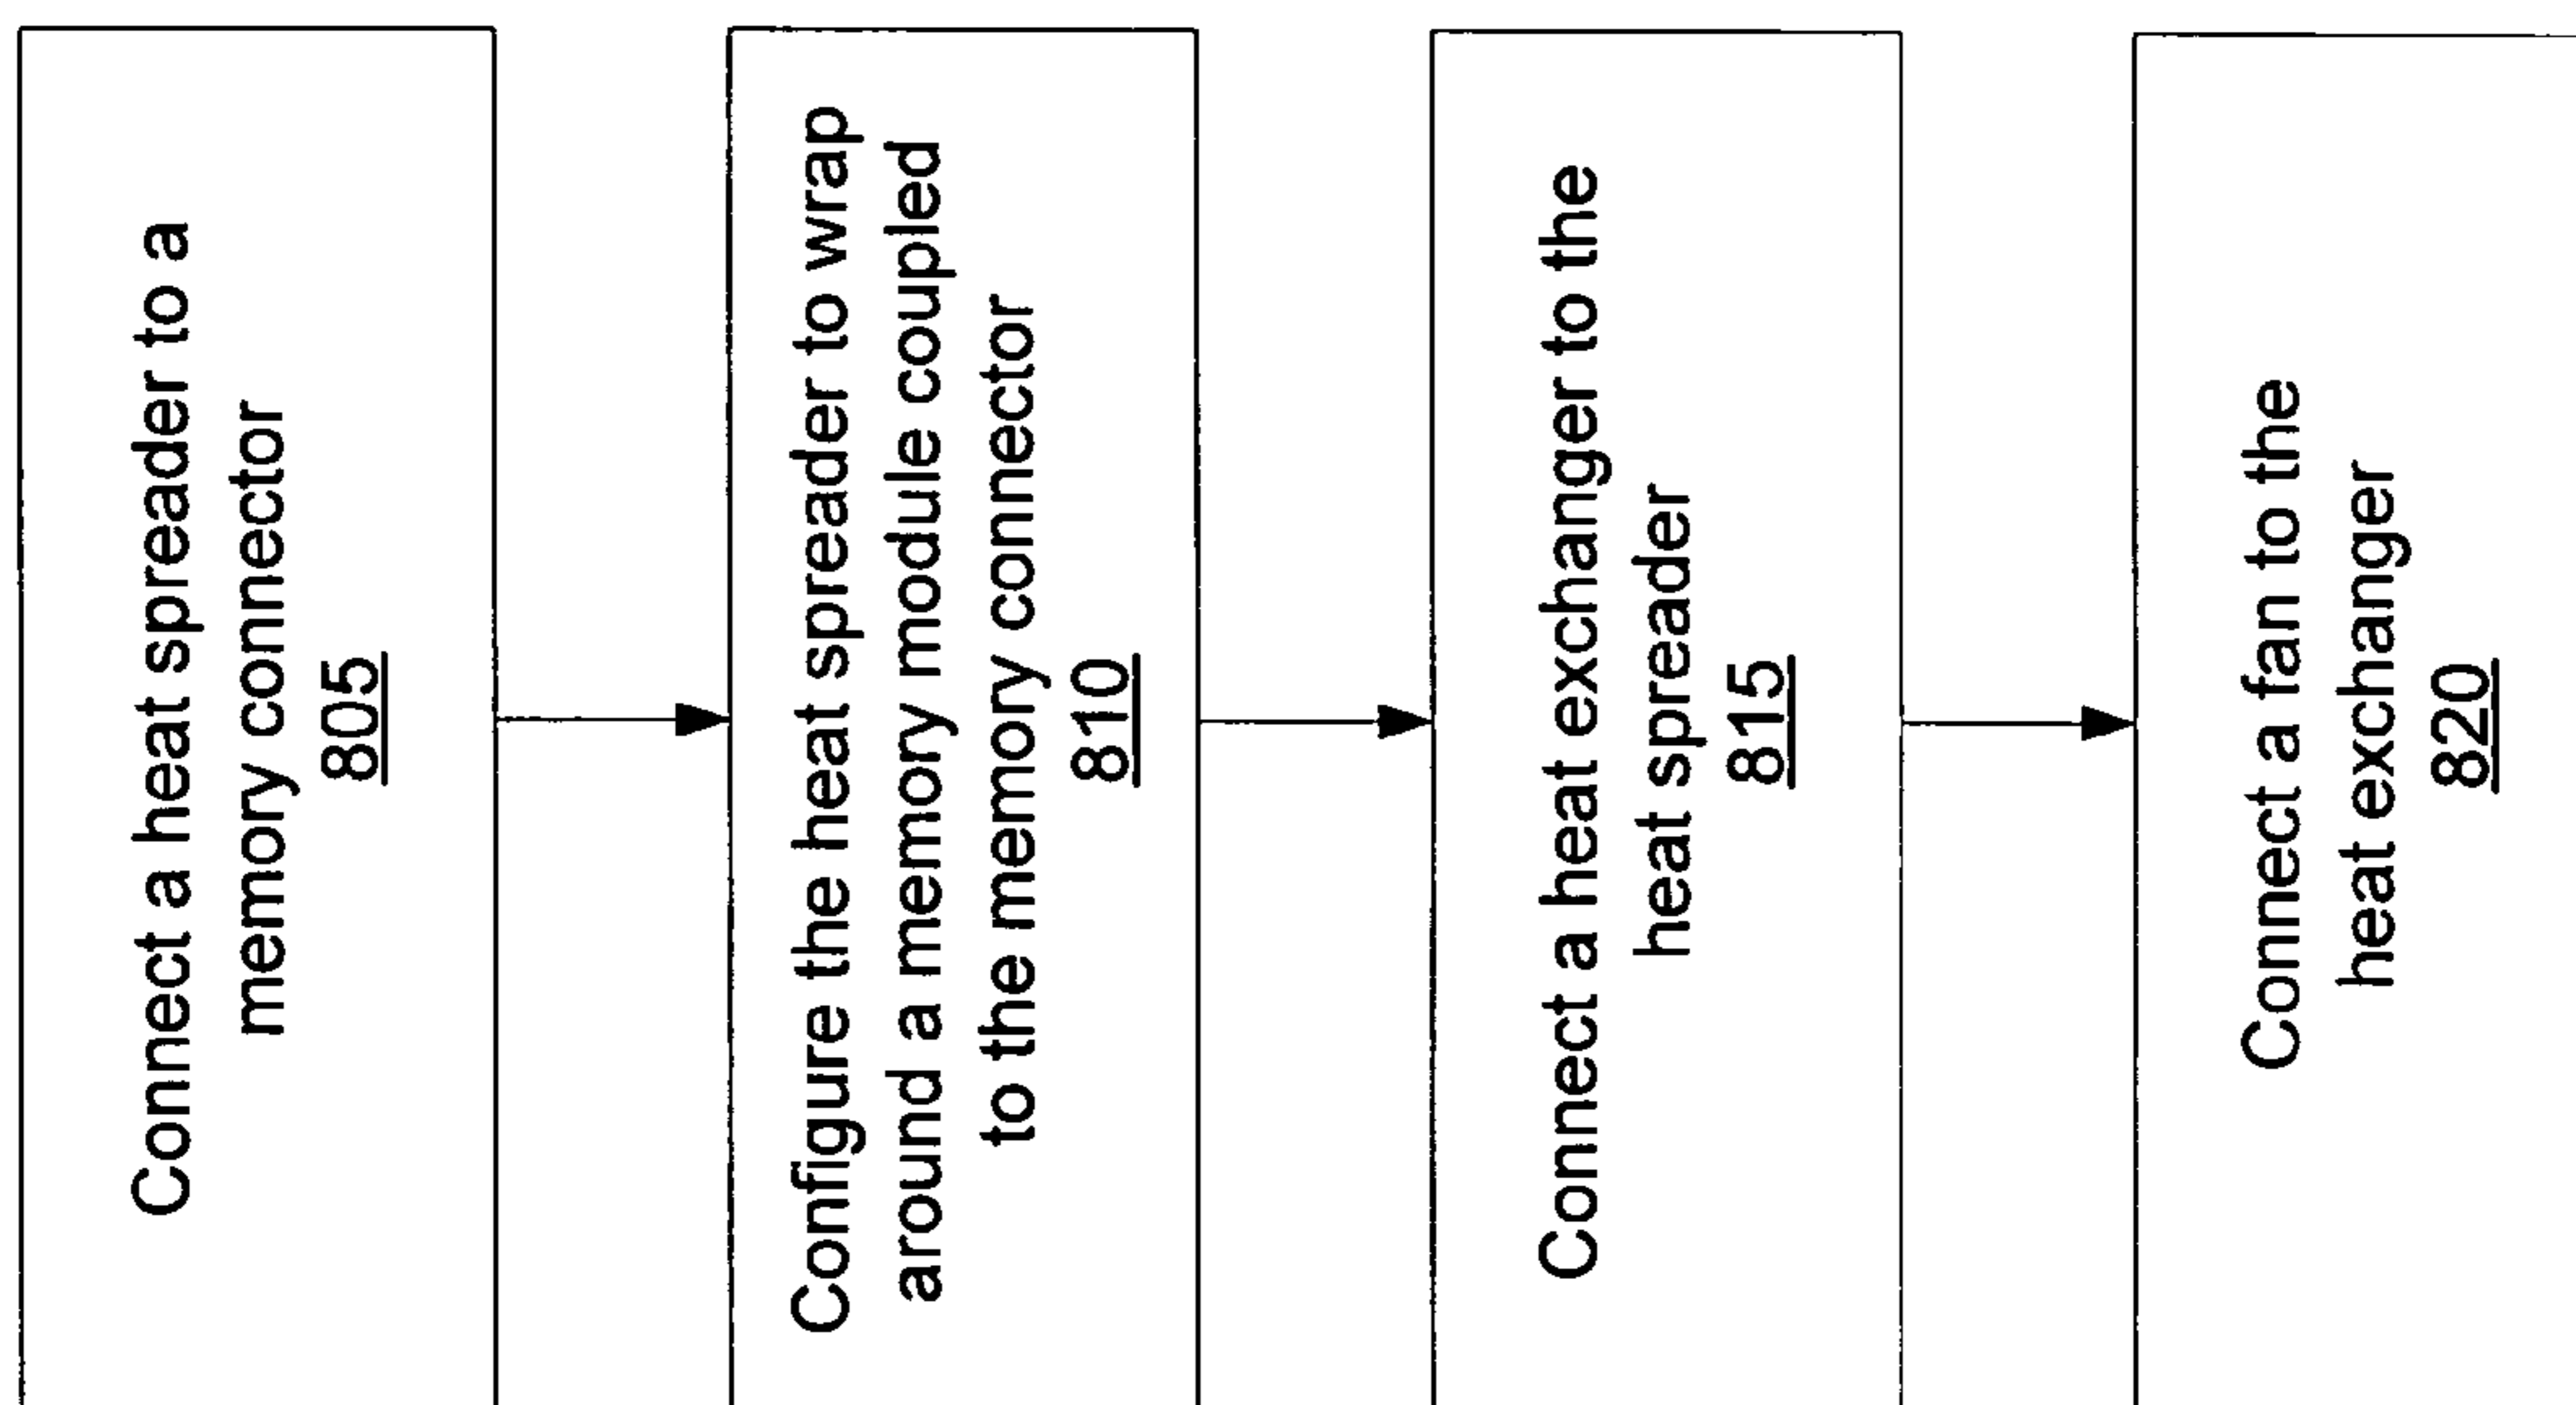 Connect a heat spreader to a
memory connector
805
Configure the heat spreader to wrap
around a memory module coupled
to the memory connector
810
Connect a heat exchanger to the
heat spreader
815
Connect a fan to the
heat exchanger
820